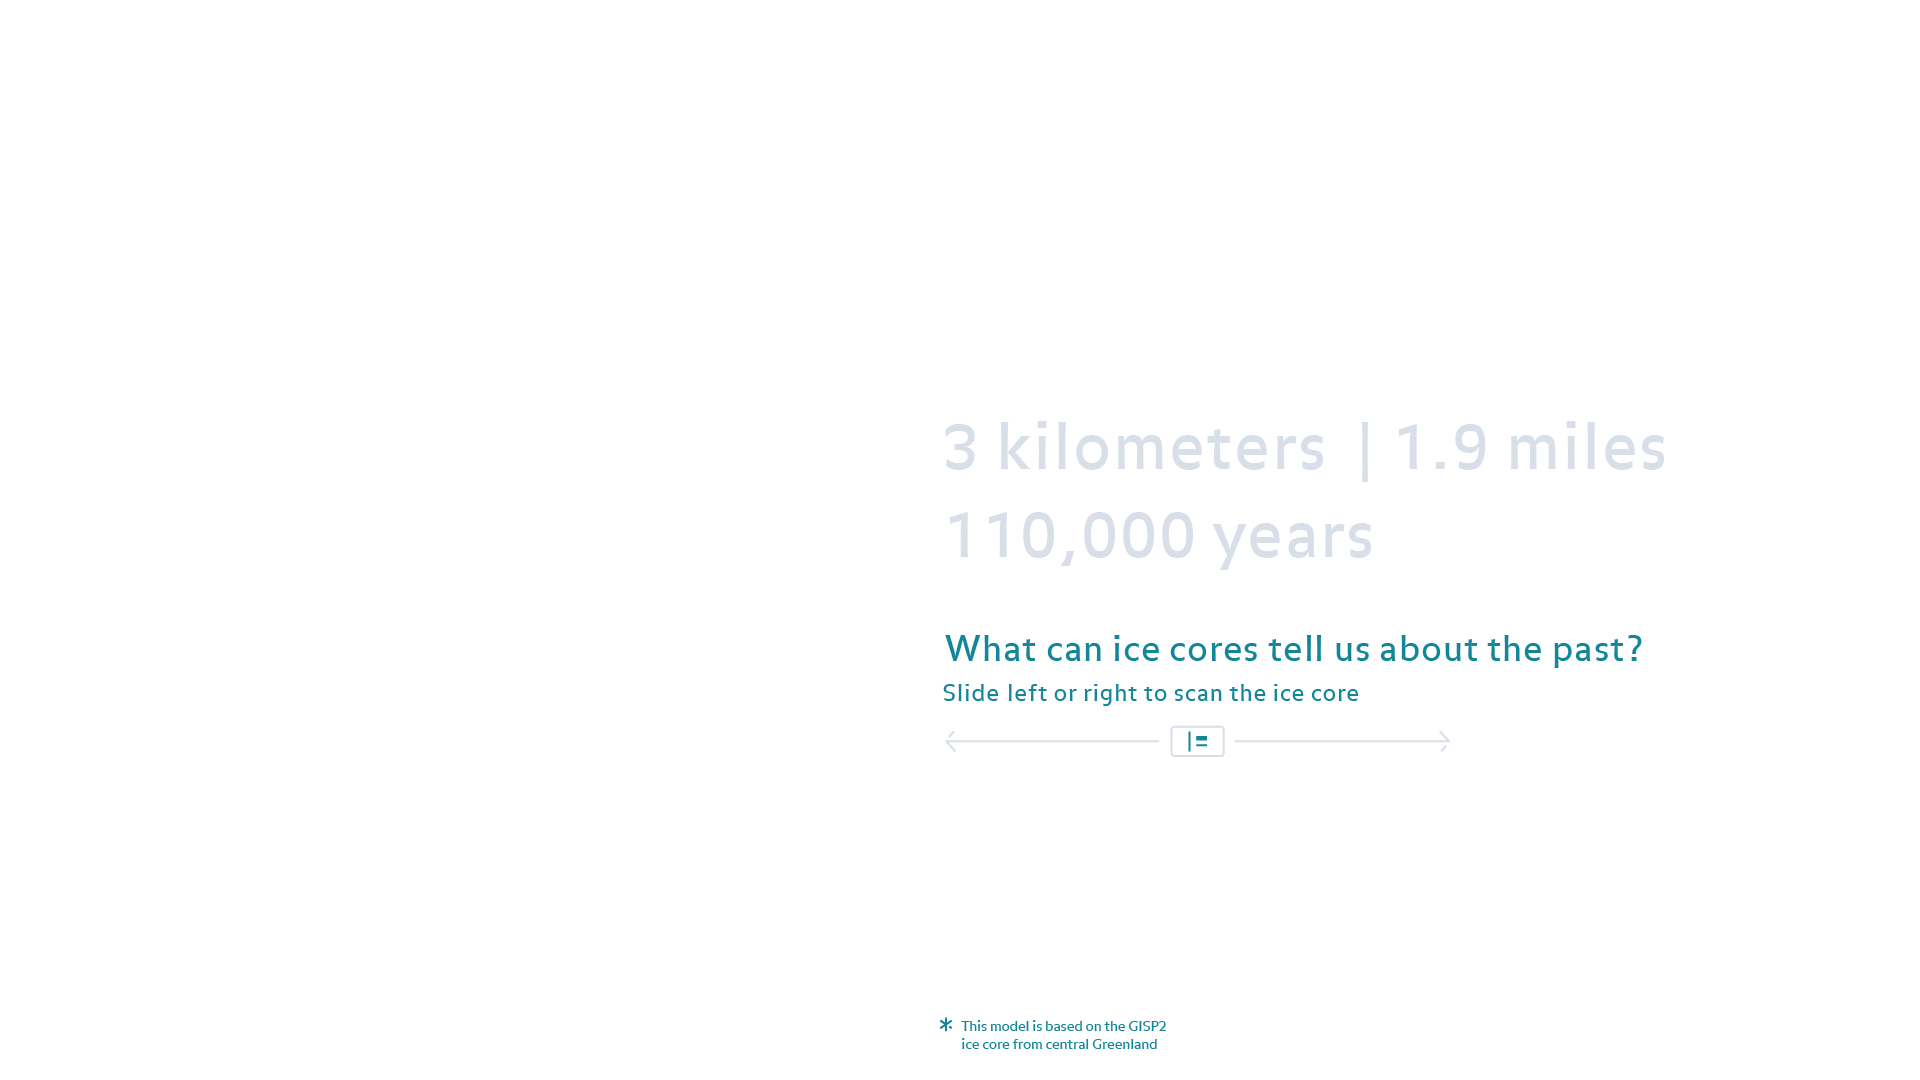 3 kilometers | 1.9 miles
110,000 years
What can ice cores tell us about the past?
Slide left or right to scan the ice core
* This model is based on the GISP2
ice core from central Greenland